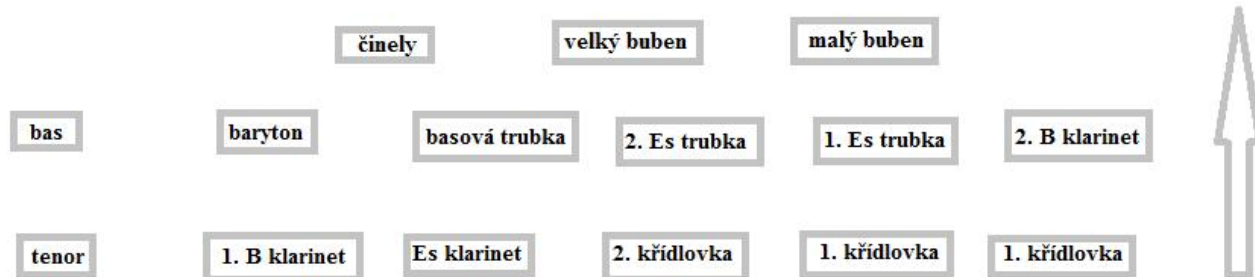 činely velký buben malý buben
bas baryton basová trubka 2. Es trubka 1. Es trubka 2. B klarinet
tenor 1. B klarinet Es klarinet 2. křídlovka 1. křídlovka 1. křídlovka